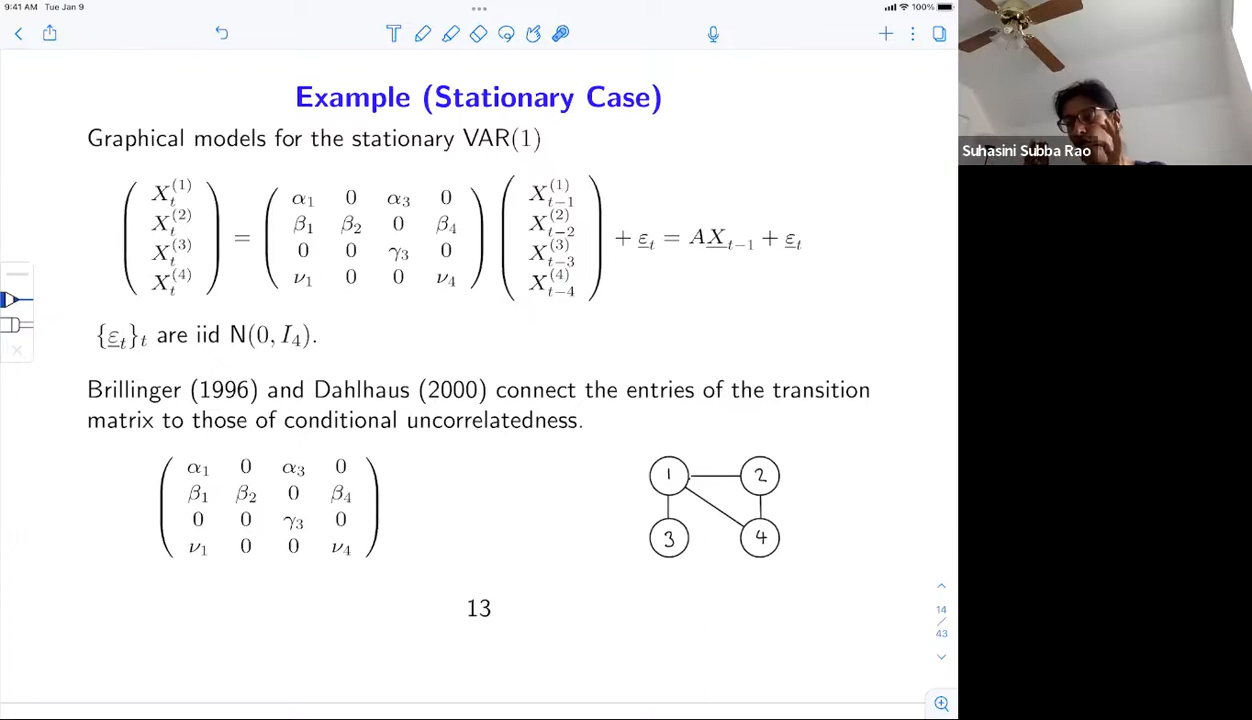 9:41 AM Tue Jan 9
100%
Example (Stationary Case)
Graphical models for the stationary VAR(1)
( X_t^{(1)} ) = ( α₁ 0 α₃ 0 ) ( X_{t−1}^{(1)} )
( X_t^{(2)} ) ( β₁ β₂ 0 β₄ ) ( X_{t−2}^{(2)} ) + ε_t = AX_{t−1} + ε_t
( X_t^{(3)} ) ( 0 0 γ₃ 0 ) ( X_{t−3}^{(3)} )
( X_t^{(4)} ) ( ν₁ 0 0 ν₄ ) ( X_{t−4}^{(4)} )
{ε_t}_t are iid N(0, I₄).
Brillinger (1996) and Dahlhaus (2000) connect the entries of the transition
matrix to those of conditional uncorrelatedness.
α₁ 0 α₃ 0
β₁ β₂ 0 β₄
0 0 γ₃ 0
ν₁ 0 0 ν₄
1 2
3 4
13
14
/
43
Suhasini Subba Rao